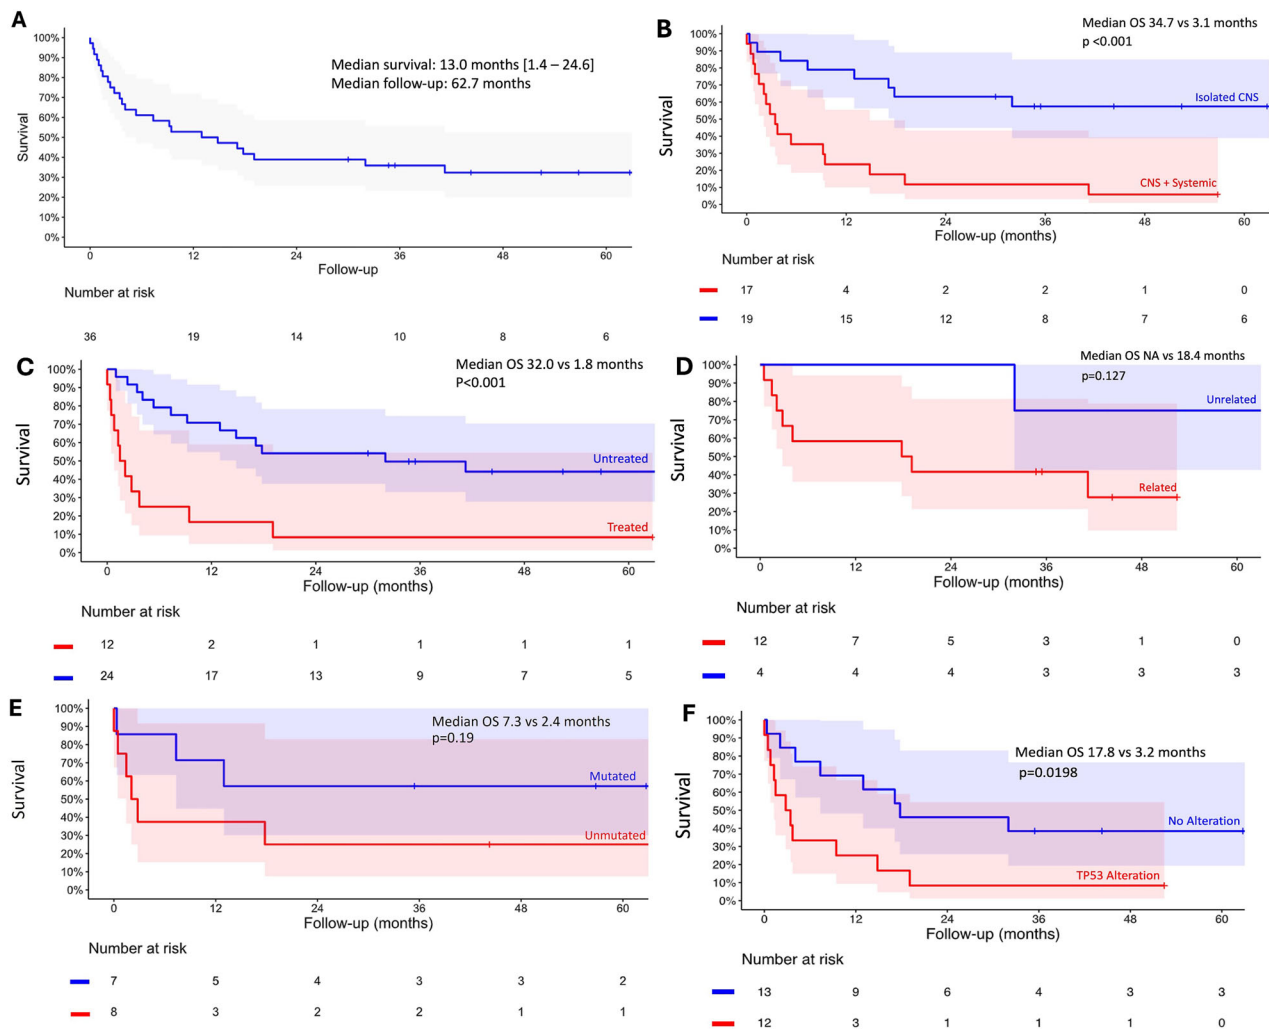 A
Median survival: 13.0 months [1.4 – 24.6]
Median follow-up: 62.7 months
Survival
100%
90%
80%
70%
60%
50%
40%
30%
20%
10%
0%
0 12 24 36 48 60
Follow-up
Number at risk
36 19 14 10 8 6
B
Median OS 34.7 vs 3.1 months
p <0.001
Survival
100%
90%
80%
70%
60%
50%
40%
30%
20%
10%
0%
Isolated CNS
CNS + Systemic
0 12 24 36 48 60
Follow-up (months)
Number at risk
17 4 2 2 1 0
19 15 12 8 7 6
C
Median OS 32.0 vs 1.8 months
P<0.001
Survival
100%
90%
80%
70%
60%
50%
40%
30%
20%
10%
0%
Untreated
Treated
0 12 24 36 48 60
Follow-up (months)
Number at risk
12 2 1 1 1 1
24 17 13 9 7 5
D
Median OS NA vs 18.4 months
p=0.127
Survival
100%
90%
80%
70%
60%
50%
40%
30%
20%
10%
0%
Unrelated
Related
0 12 24 36 48 60
Follow-up (months)
Number at risk
12 7 5 3 1 0
4 4 4 3 3 3
E
Median OS 7.3 vs 2.4 months
p=0.19
Survival
100%
90%
80%
70%
60%
50%
40%
30%
20%
10%
0%
Mutated
Unmutated
0 12 24 36 48 60
Follow-up (months)
Number at risk
7 5 4 3 3 2
8 3 2 2 1 1
F
Median OS 17.8 vs 3.2 months
p=0.0198
Survival
100%
90%
80%
70%
60%
50%
40%
30%
20%
10%
0%
No Alteration
TP53 Alteration
0 12 24 36 48 60
Follow-up (months)
Number at risk
13 9 6 4 3 3
12 3 1 1 1 0